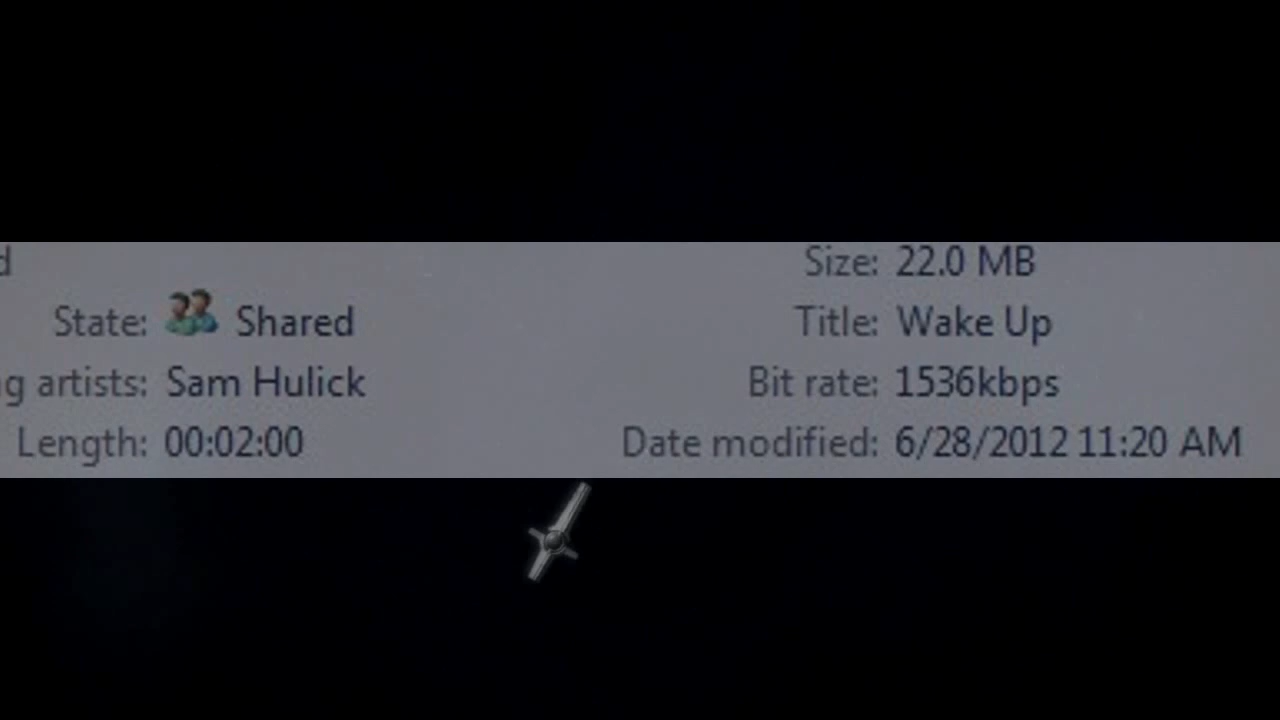 Size: 22.0 MB
State: Shared
Title: Wake Up
artists: Sam Hulick
Bit rate: 1536kbps
Length: 00:02:00
Date modified: 6/28/2012 11:20 AM